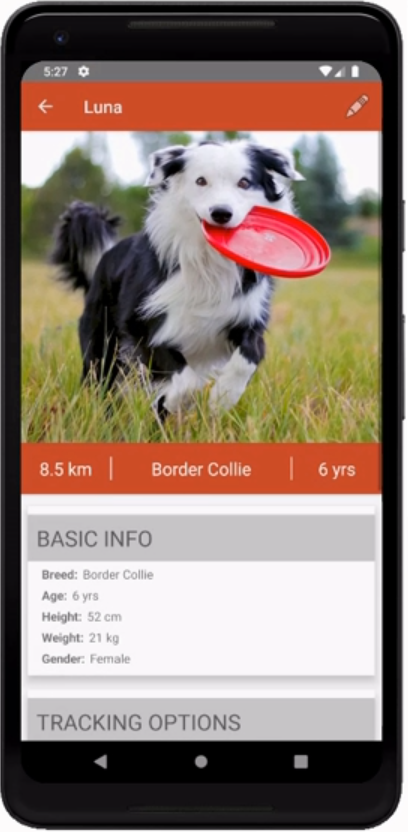 5:27
Luna
8.5 km | Border Collie | 6 yrs
BASIC INFO
Breed: Border Collie
Age: 6 yrs
Height: 52 cm
Weight: 21 kg
Gender: Female
TRACKING OPTIONS